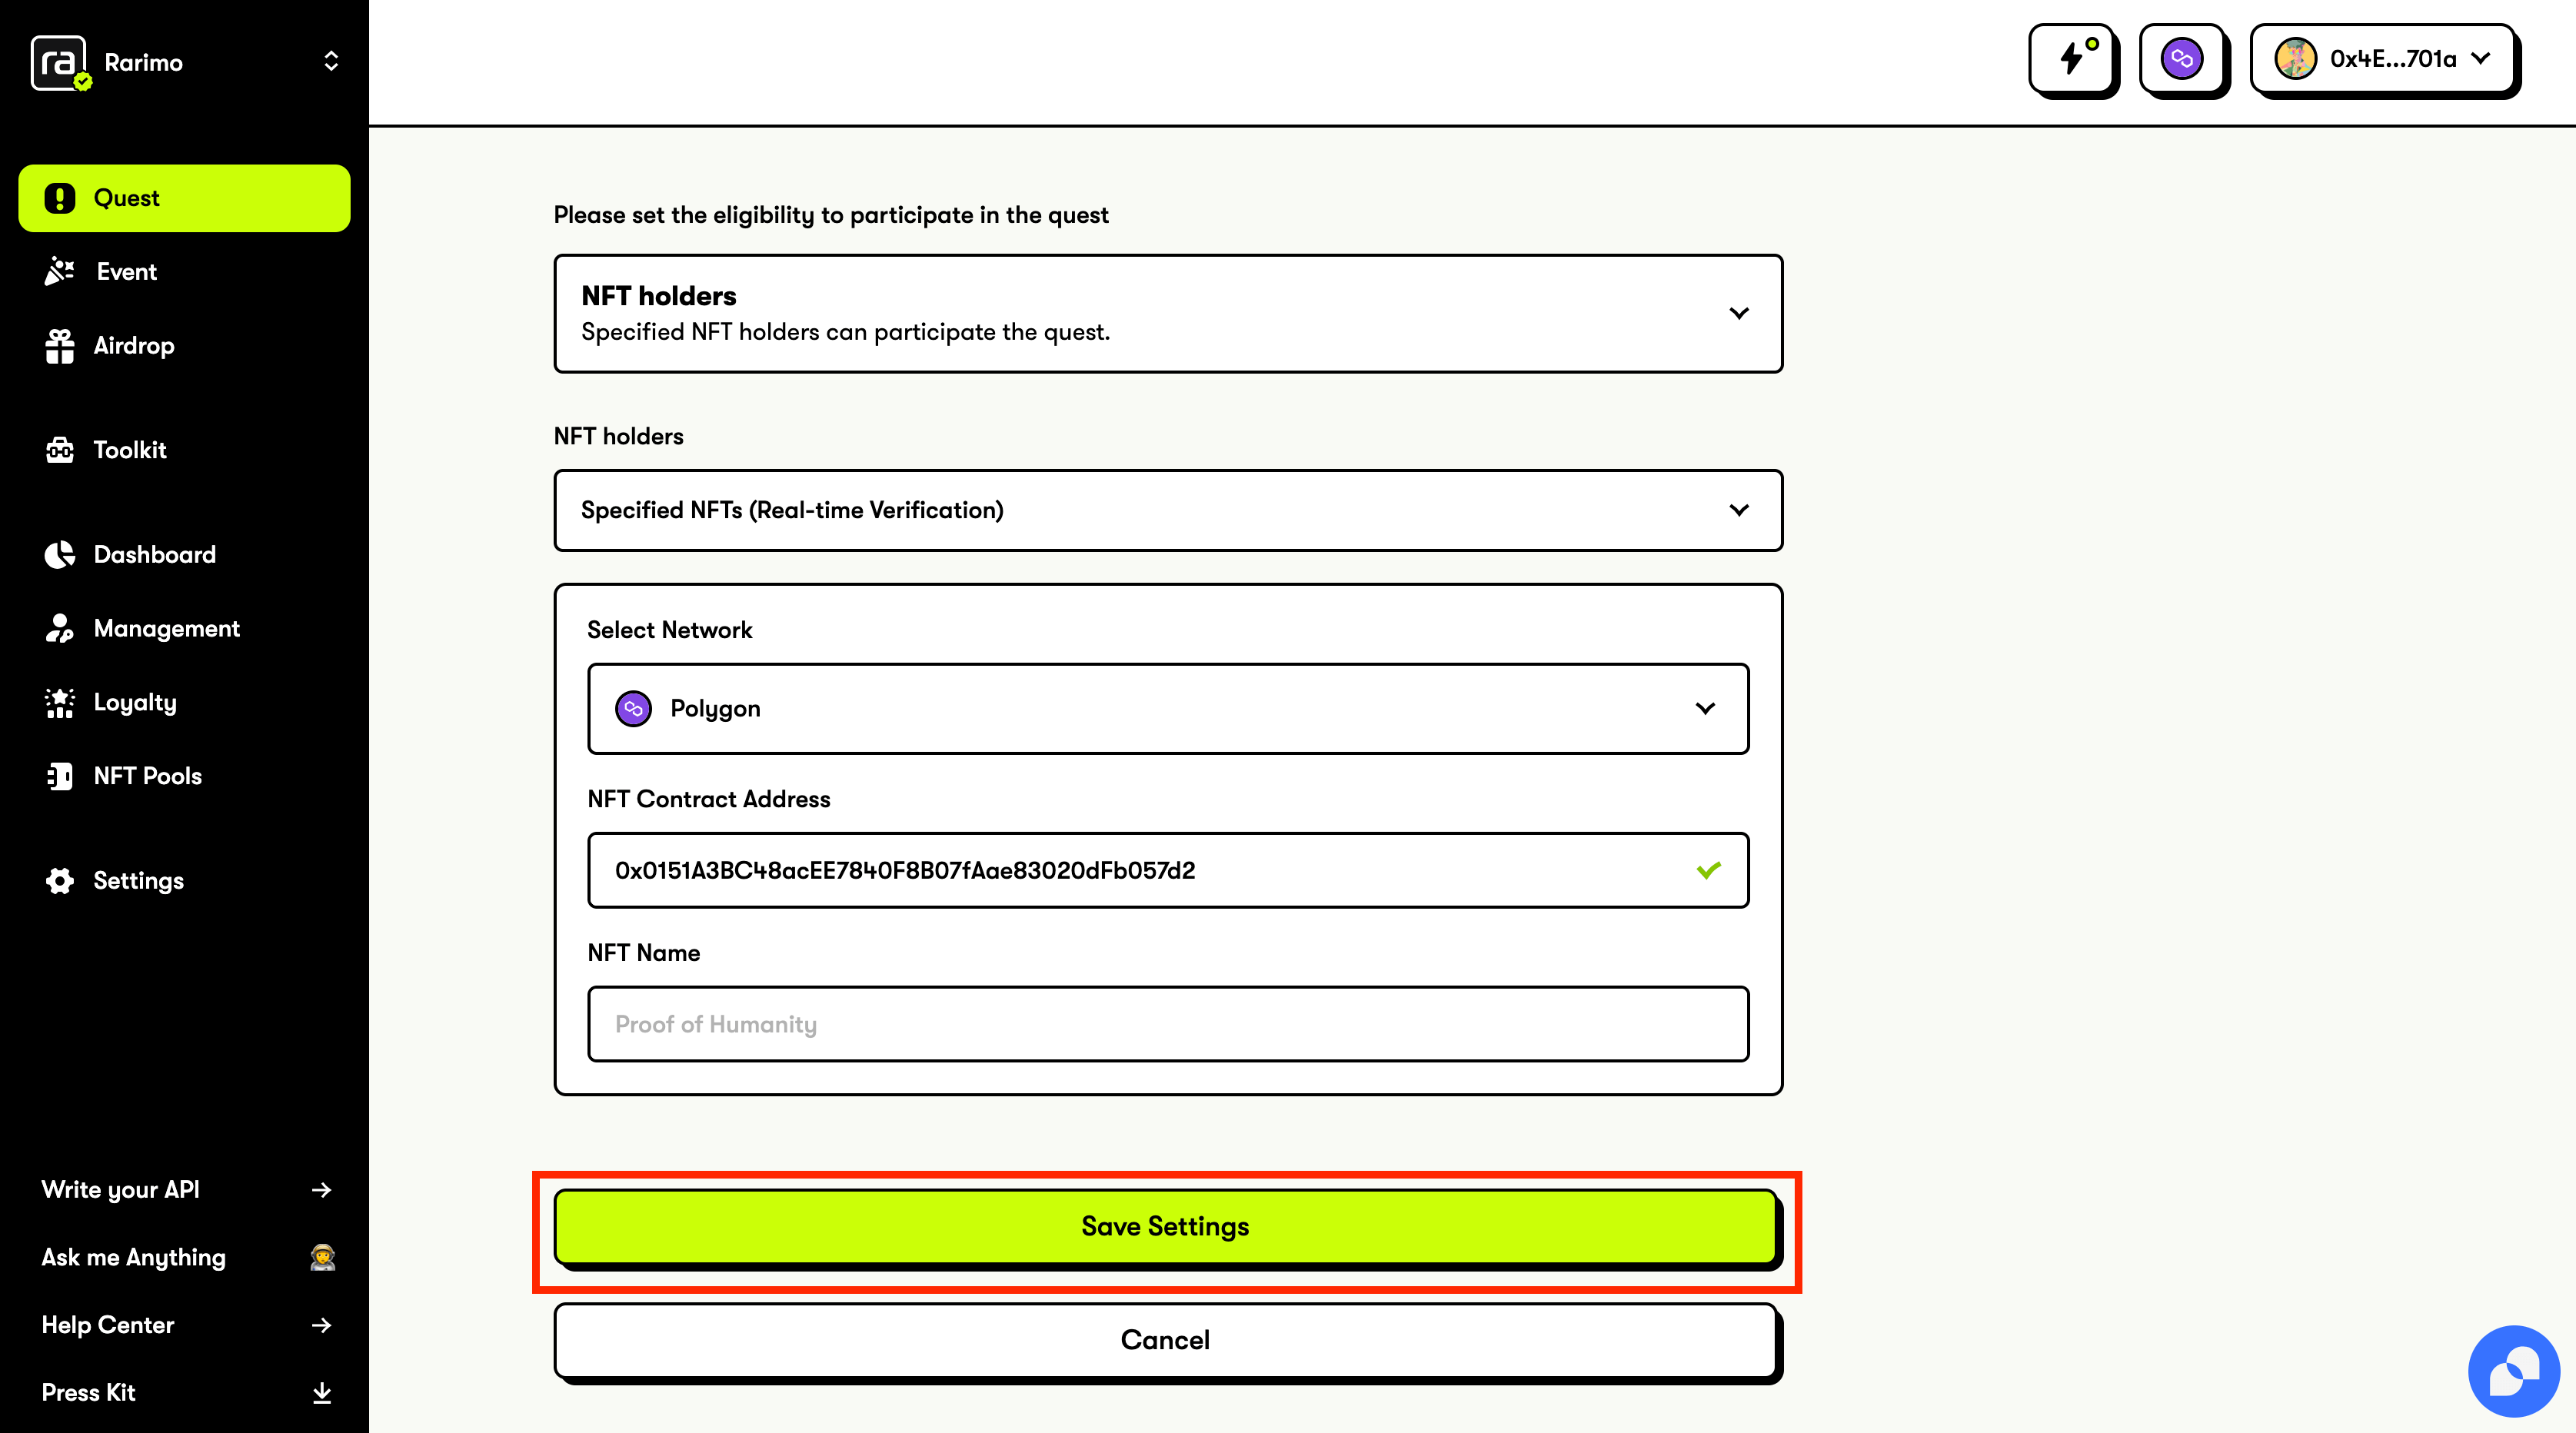 ra
Rarimo
Quest
Event
Airdrop
Toolkit
Dashboard
Management
Loyalty
NFT Pools
Settings
Write your API
Ask me Anything
Help Center
Press Kit
0x4E...701a
Please set the eligibility to participate in the quest
NFT holders
Specified NFT holders can participate the quest.
NFT holders
Specified NFTs (Real-time Verification)
Select Network
Polygon
NFT Contract Address
0x0151A3BC48acEE7840F8B07fAae83020dFb057d2
NFT Name
Proof of Humanity
Save Settings
Cancel